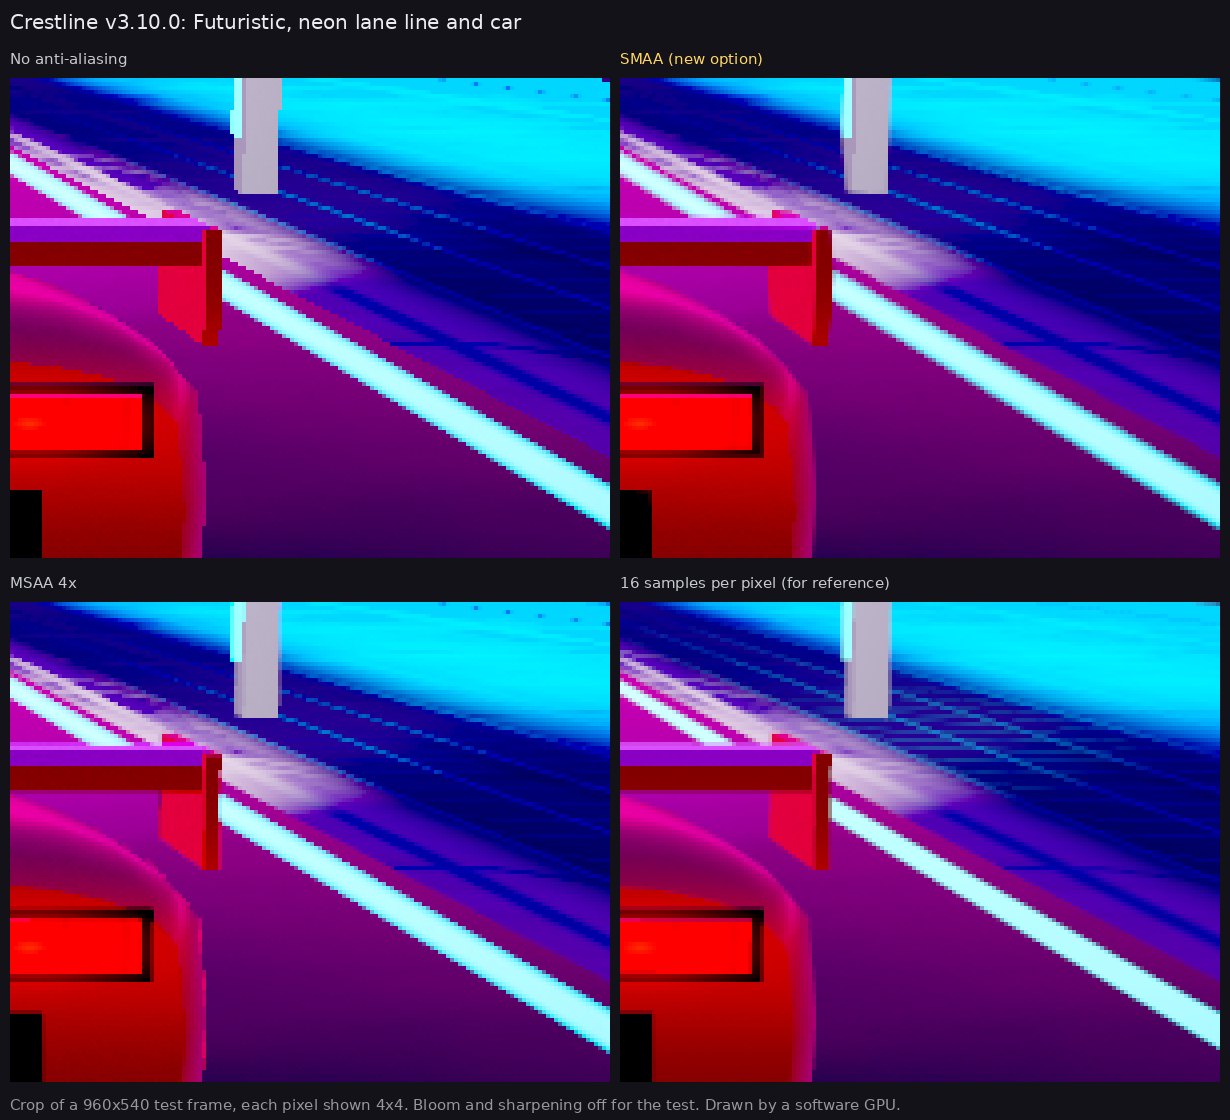 Crestline v3.10.0: Futuristic, neon lane line and car
No anti-aliasing
SMAA (new option)
MSAA 4x
16 samples per pixel (for reference)
Crop of a 960x540 test frame, each pixel shown 4x4. Bloom and sharpening off for the test. Drawn by a software GPU.